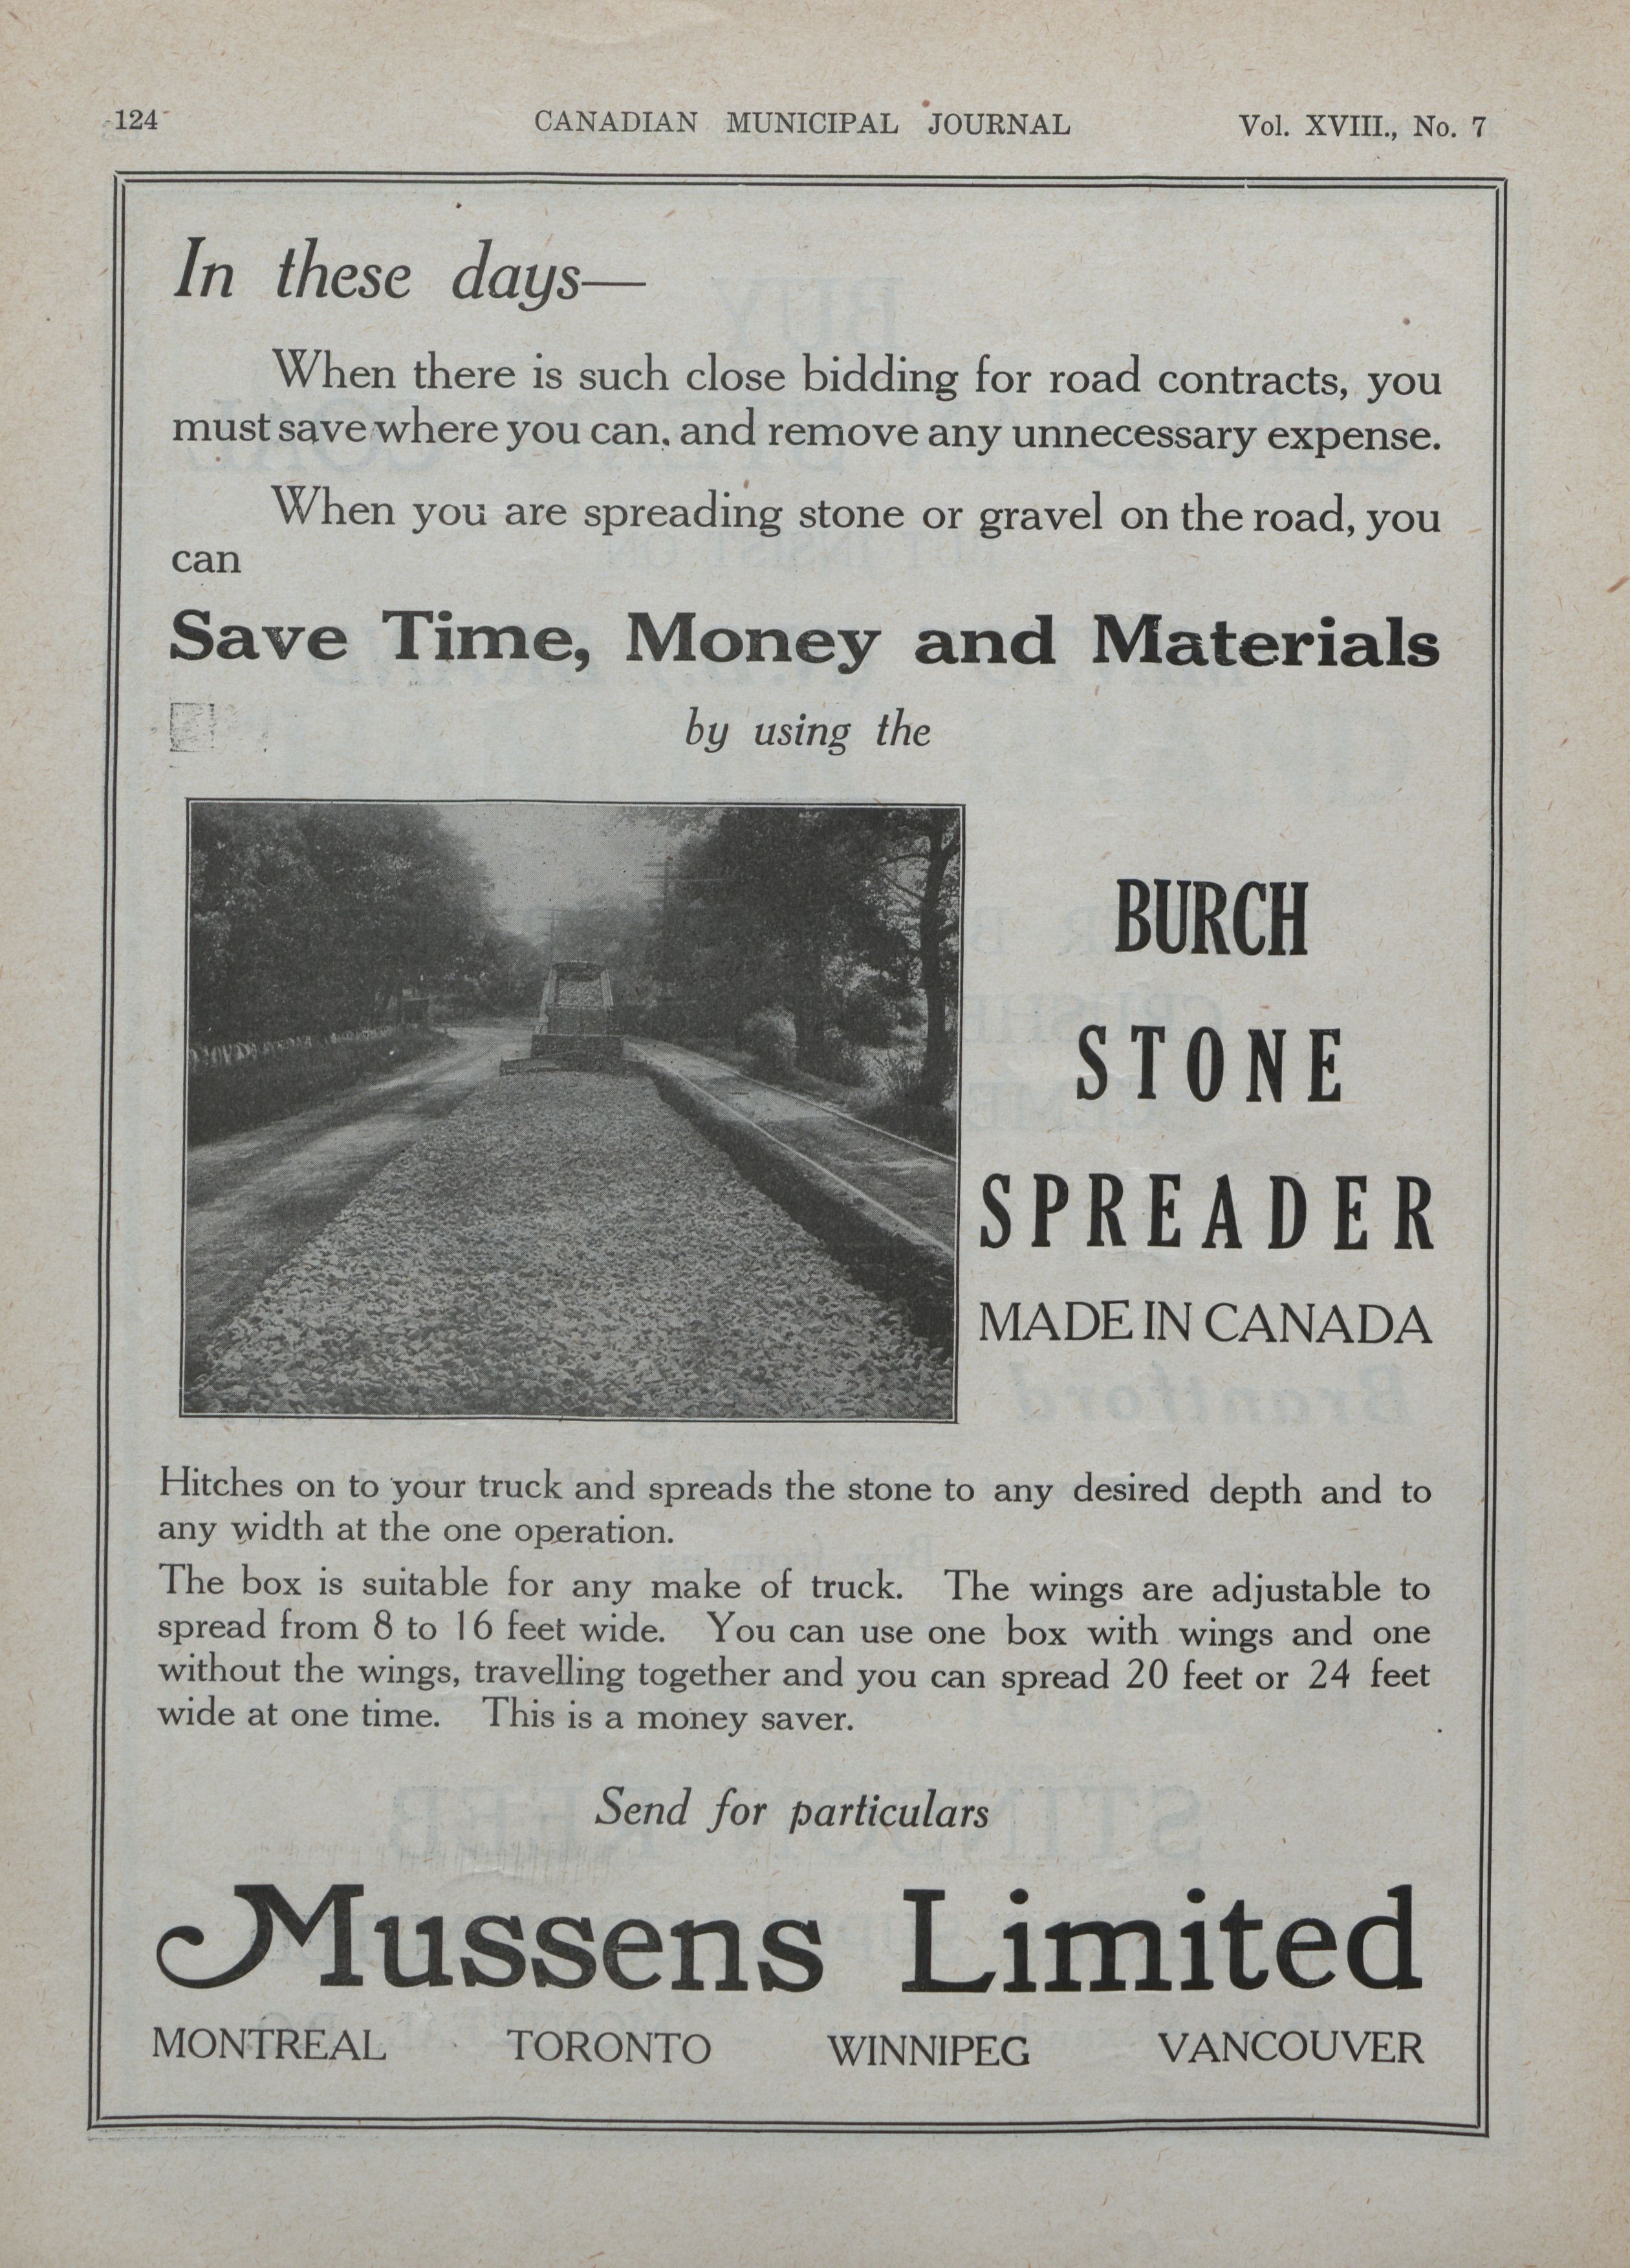 124
CANADIAN MUNICIPAL JOURNAL
Vol. XVIII., No. 7
In these days—
When there is such close bidding for road contracts, you
must save where you can, and remove any unnecessary expense.
When you are spreading stone or gravel on the road, you
can
Save Time, Money and Materials
by using the
BURCH
STONE
SPREADER
MADE IN CANADA
Hitches on to your truck and spreads the stone to any desired depth and to
any width at the one operation.
The box is suitable for any make of truck. The wings are adjustable to
spread from 8 to 16 feet wide. You can use one box with wings and one
without the wings, travelling together and you can spread 20 feet or 24 feet
wide at one time. This is a money saver.
Send for particulars
Mussens Limited
MONTREAL TORONTO WINNIPEG VANCOUVER